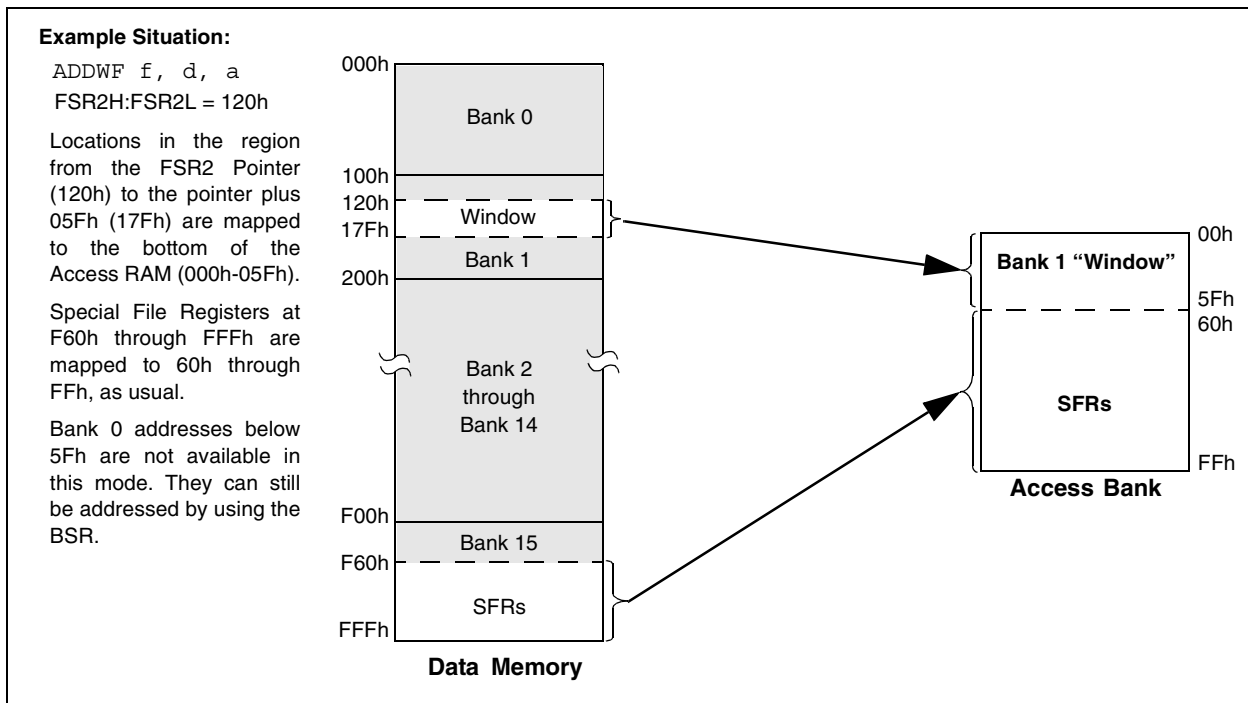 Example Situation:
ADDWF f, d, a
FSR2H:FSR2L = 120h
Locations in the region
from the FSR2 Pointer
(120h) to the pointer plus
05Fh (17Fh) are mapped
to the bottom of the
Access RAM (000h-05Fh).
Special File Registers at
F60h through FFFh are
mapped to 60h through
FFh, as usual.
Bank 0 addresses below
5Fh are not available in
this mode. They can still
be addressed by using the
BSR.
000h
Bank 0
100h
120h
Window
17Fh
Bank 1
200h
Bank 2
through
Bank 14
F00h
Bank 15
F60h
SFRs
FFFh
Data Memory
00h
Bank 1 “Window”
5Fh
60h
SFRs
FFh
Access Bank